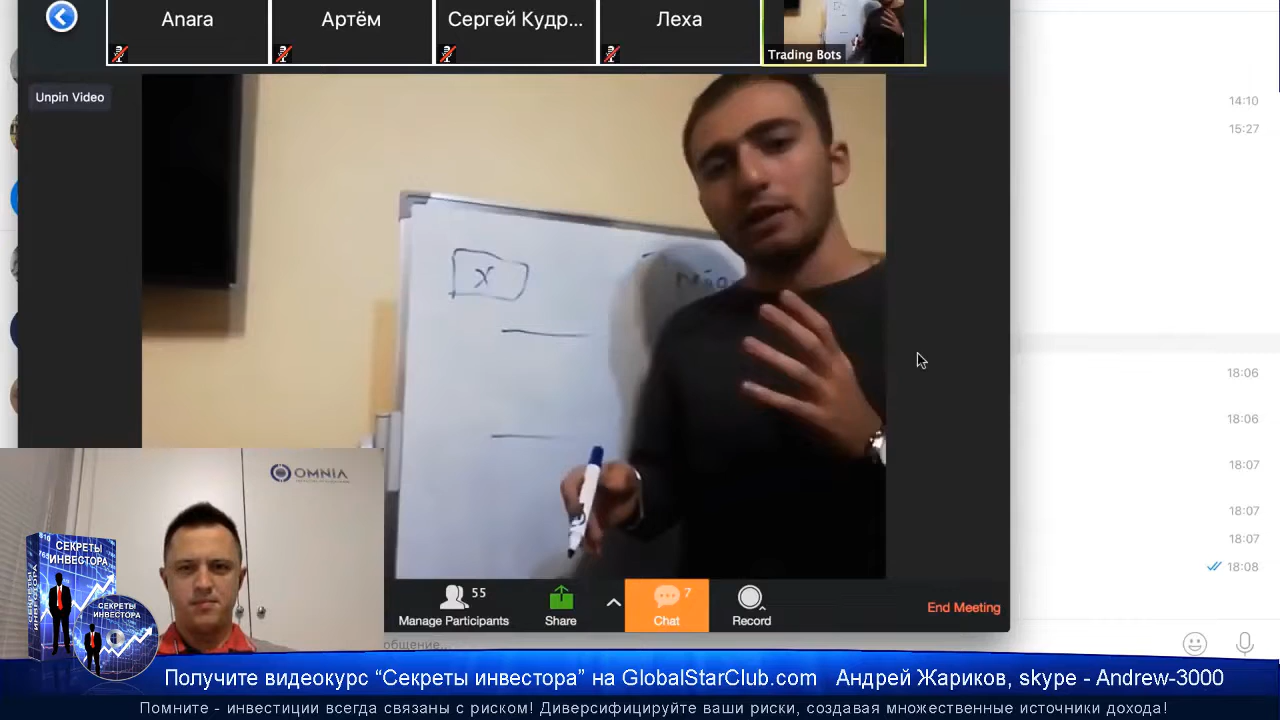 Anara
Артём
Сергей Кудр...
Леха
Trading Bots
Unpin Video
14:10
15:27
x
OMNIA
18:06
18:06
18:07
18:07
18:07
18:08
СЕКРЕТЫ
ИНВЕСТОРА
СЕКРЕТЫ
ИНВЕСТОРА
55
Manage Participants
Share
7
Chat
Record
End Meeting
общение...
Получите видеокурс “Секреты инвестора” на GlobalStarClub.com Андрей Жариков, skype - Andrew-3000
Помните - инвестиции всегда связаны с риском! Диверсифицируйте ваши риски, создавая множественные источники дохода!